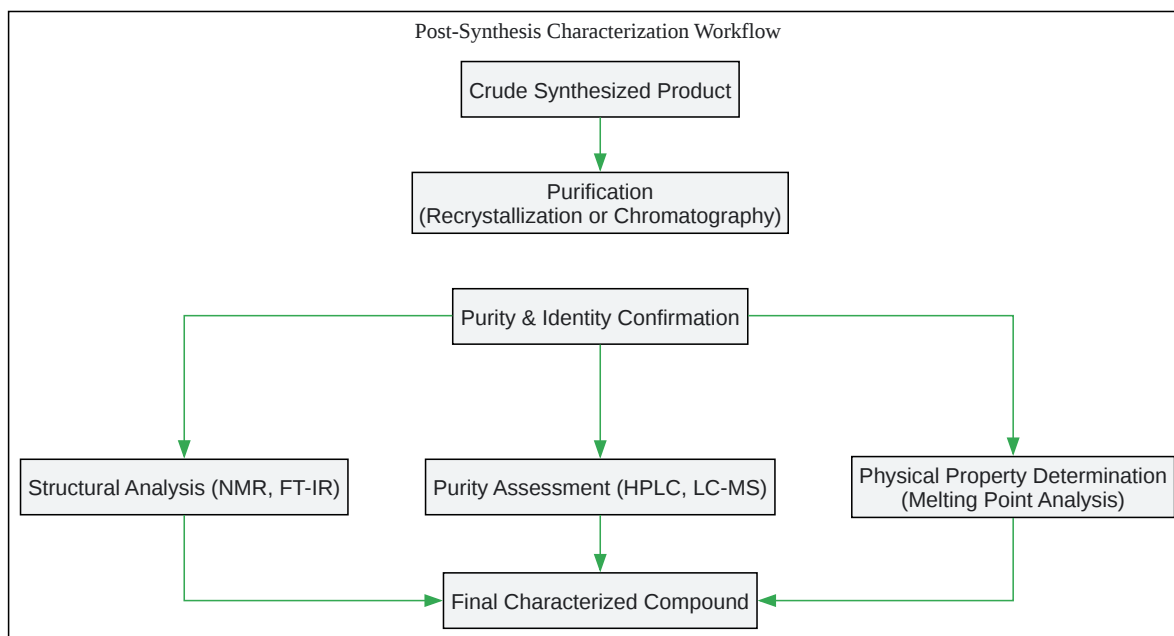 Post-Synthesis Characterization Workflow
Crude Synthesized Product
Purification
(Recrystallization or Chromatography)
Purity & Identity Confirmation
Structural Analysis (NMR, FT-IR)
Purity Assessment (HPLC, LC-MS)
Physical Property Determination
(Melting Point Analysis)
Final Characterized Compound